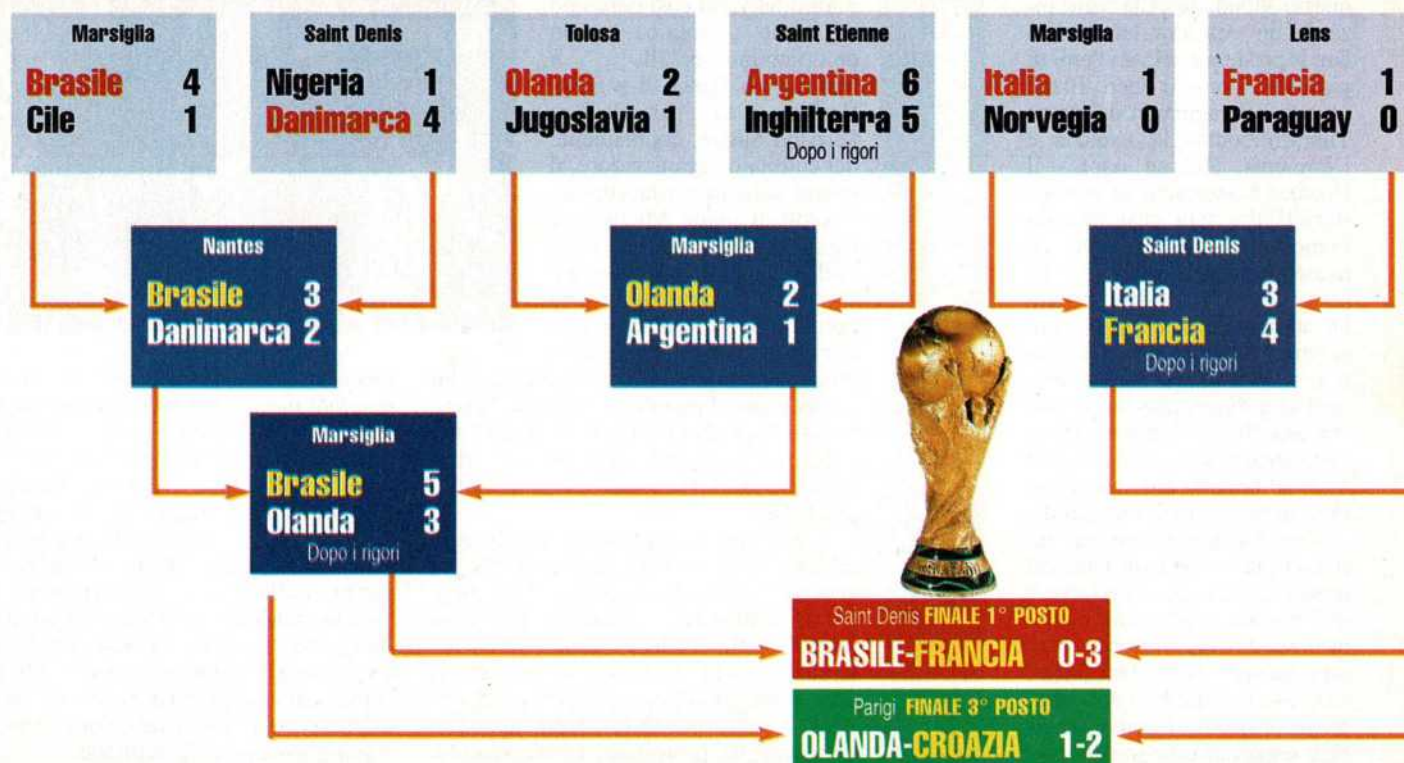 Marsiglia
Brasile 4
Cile 1
Saint Denis
Nigeria 1
Danimarca 4
Tolosa
Olanda 2
Jugoslavia 1
Saint Etienne
Argentina 6
Inghilterra 5
Dopo i rigori
Marsiglia
Italia 1
Norvegia 0
Lens
Francia 1
Paraguay 0
Nantes
Brasile 3
Danimarca 2
Marsiglia
Olanda 2
Argentina 1
Saint Denis
Italia 3
Francia 4
Dopo i rigori
Marsiglia
Brasile 5
Olanda 3
Dopo i rigori
Saint Denis FINALE 1° POSTO
BRASILE-FRANCIA 0-3
Parigi FINALE 3° POSTO
OLANDA-CROAZIA 1-2